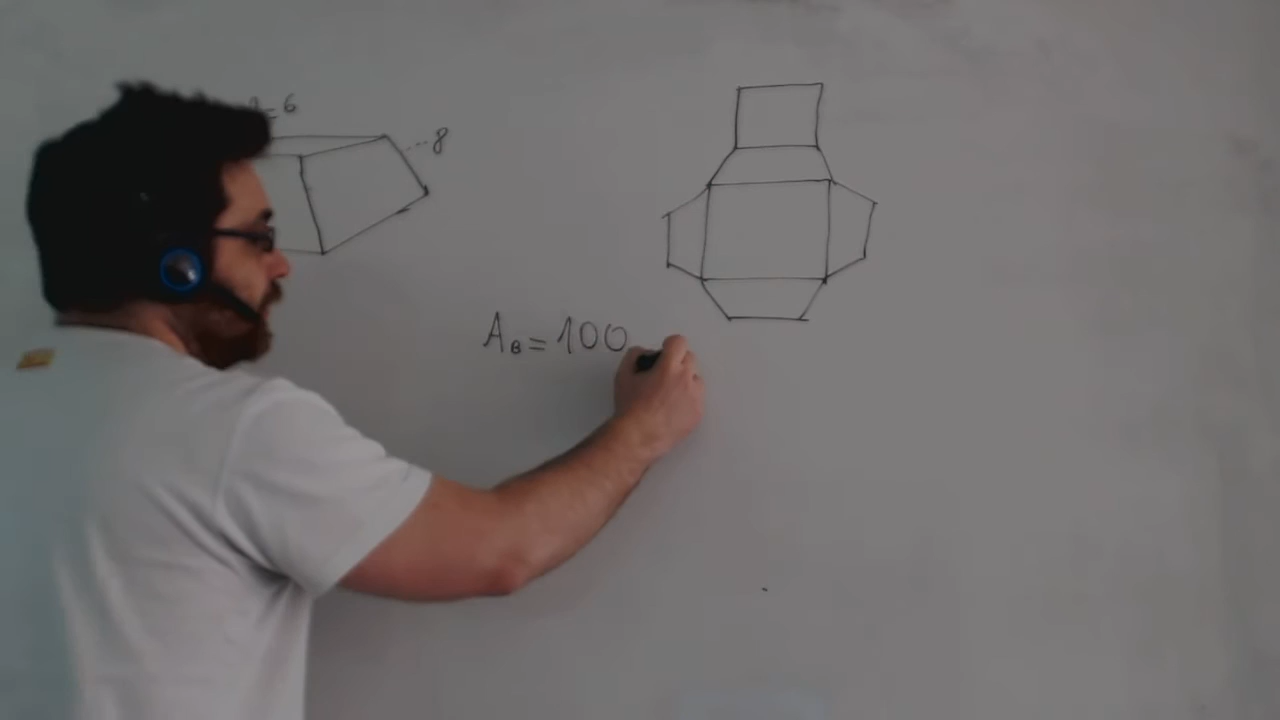 = 6
8
A_B = 100